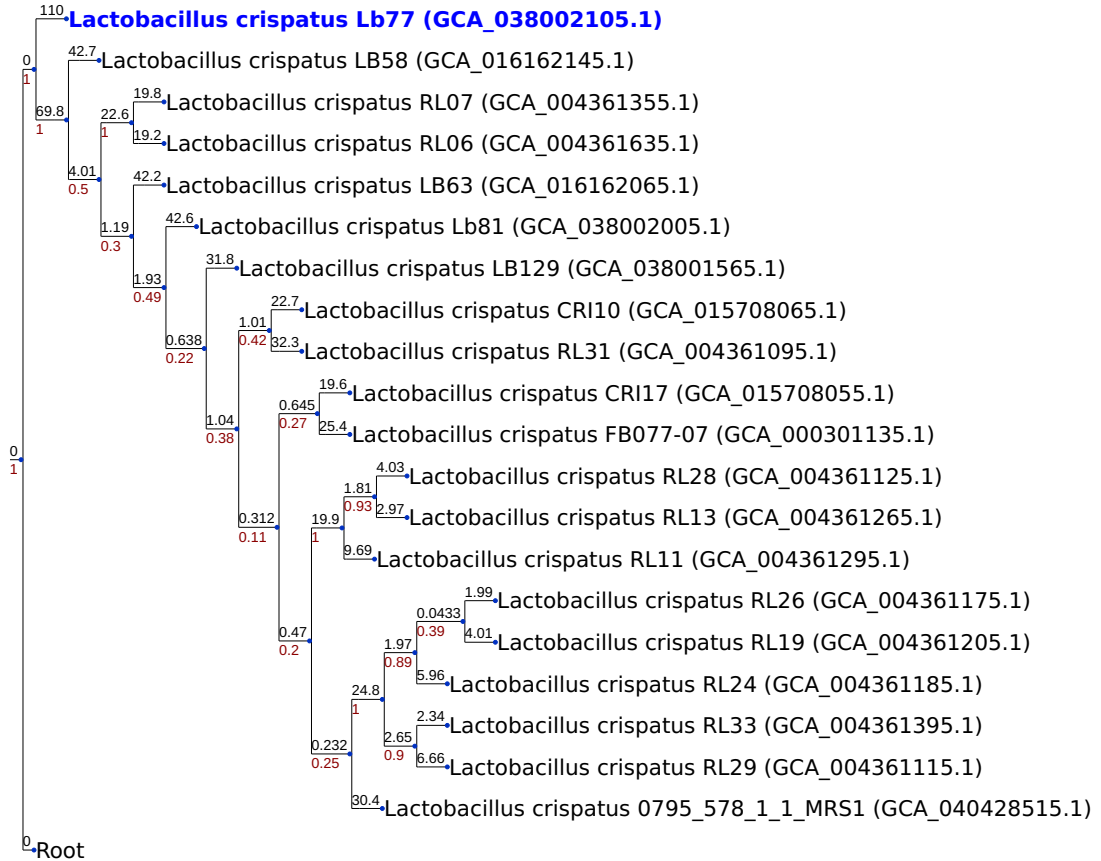 110 Lactobacillus crispatus Lb77 (GCA_038002105.1)
42.7 Lactobacillus crispatus LB58 (GCA_016162145.1)
0
1
19.8 Lactobacillus crispatus RL07 (GCA_004361355.1)
69.8 22.6
1 1
19.2 Lactobacillus crispatus RL06 (GCA_004361635.1)
4.01
0.5
42.2 Lactobacillus crispatus LB63 (GCA_016162065.1)
42.6 Lactobacillus crispatus Lb81 (GCA_038002005.1)
1.19
0.3
31.8 Lactobacillus crispatus LB129 (GCA_038001565.1)
1.93
0.49
22.7 Lactobacillus crispatus CRI10 (GCA_015708065.1)
1.01
0.42
0.638
0.22
32.3 Lactobacillus crispatus RL31 (GCA_004361095.1)
19.6 Lactobacillus crispatus CRI17 (GCA_015708055.1)
0.645
0.27
1.04
0.38
25.4 Lactobacillus crispatus FB077-07 (GCA_000301135.1)
0
1
4.03 Lactobacillus crispatus RL28 (GCA_004361125.1)
1.81
0.93
2.97 Lactobacillus crispatus RL13 (GCA_004361265.1)
0.312 19.9
0.11 1
9.69 Lactobacillus crispatus RL11 (GCA_004361295.1)
1.99 Lactobacillus crispatus RL26 (GCA_004361175.1)
0.0433
0.39
4.01 Lactobacillus crispatus RL19 (GCA_004361205.1)
0.47 1.97
0.2 0.89
5.96 Lactobacillus crispatus RL24 (GCA_004361185.1)
24.8
1
2.34 Lactobacillus crispatus RL33 (GCA_004361395.1)
0.232 2.65
0.25 0.9
6.66 Lactobacillus crispatus RL29 (GCA_004361115.1)
30.4 Lactobacillus crispatus 0795_578_1_1_MRS1 (GCA_040428515.1)
0 Root